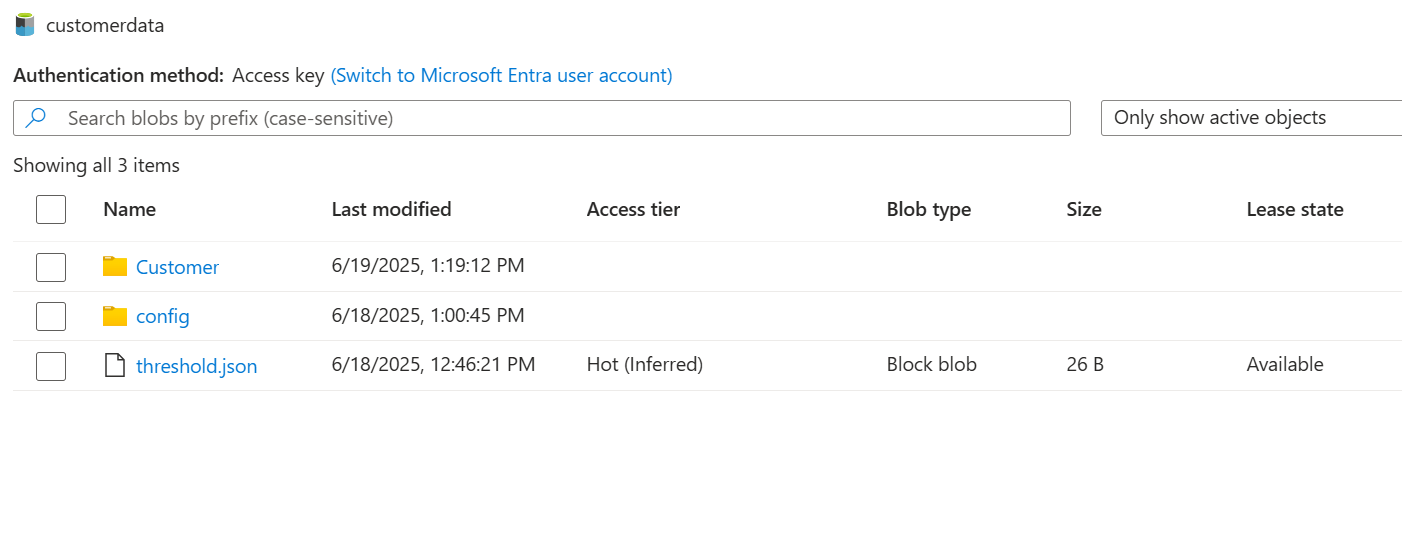 customerdata
Authentication method: Access key (Switch to Microsoft Entra user account)
Search blobs by prefix (case-sensitive)
Only show active objects
Showing all 3 items
Name Last modified Access tier Blob type Size Lease state
Customer 6/19/2025, 1:19:12 PM
config 6/18/2025, 1:00:45 PM
threshold.json 6/18/2025, 12:46:21 PM Hot (Inferred) Block blob 26 B Available